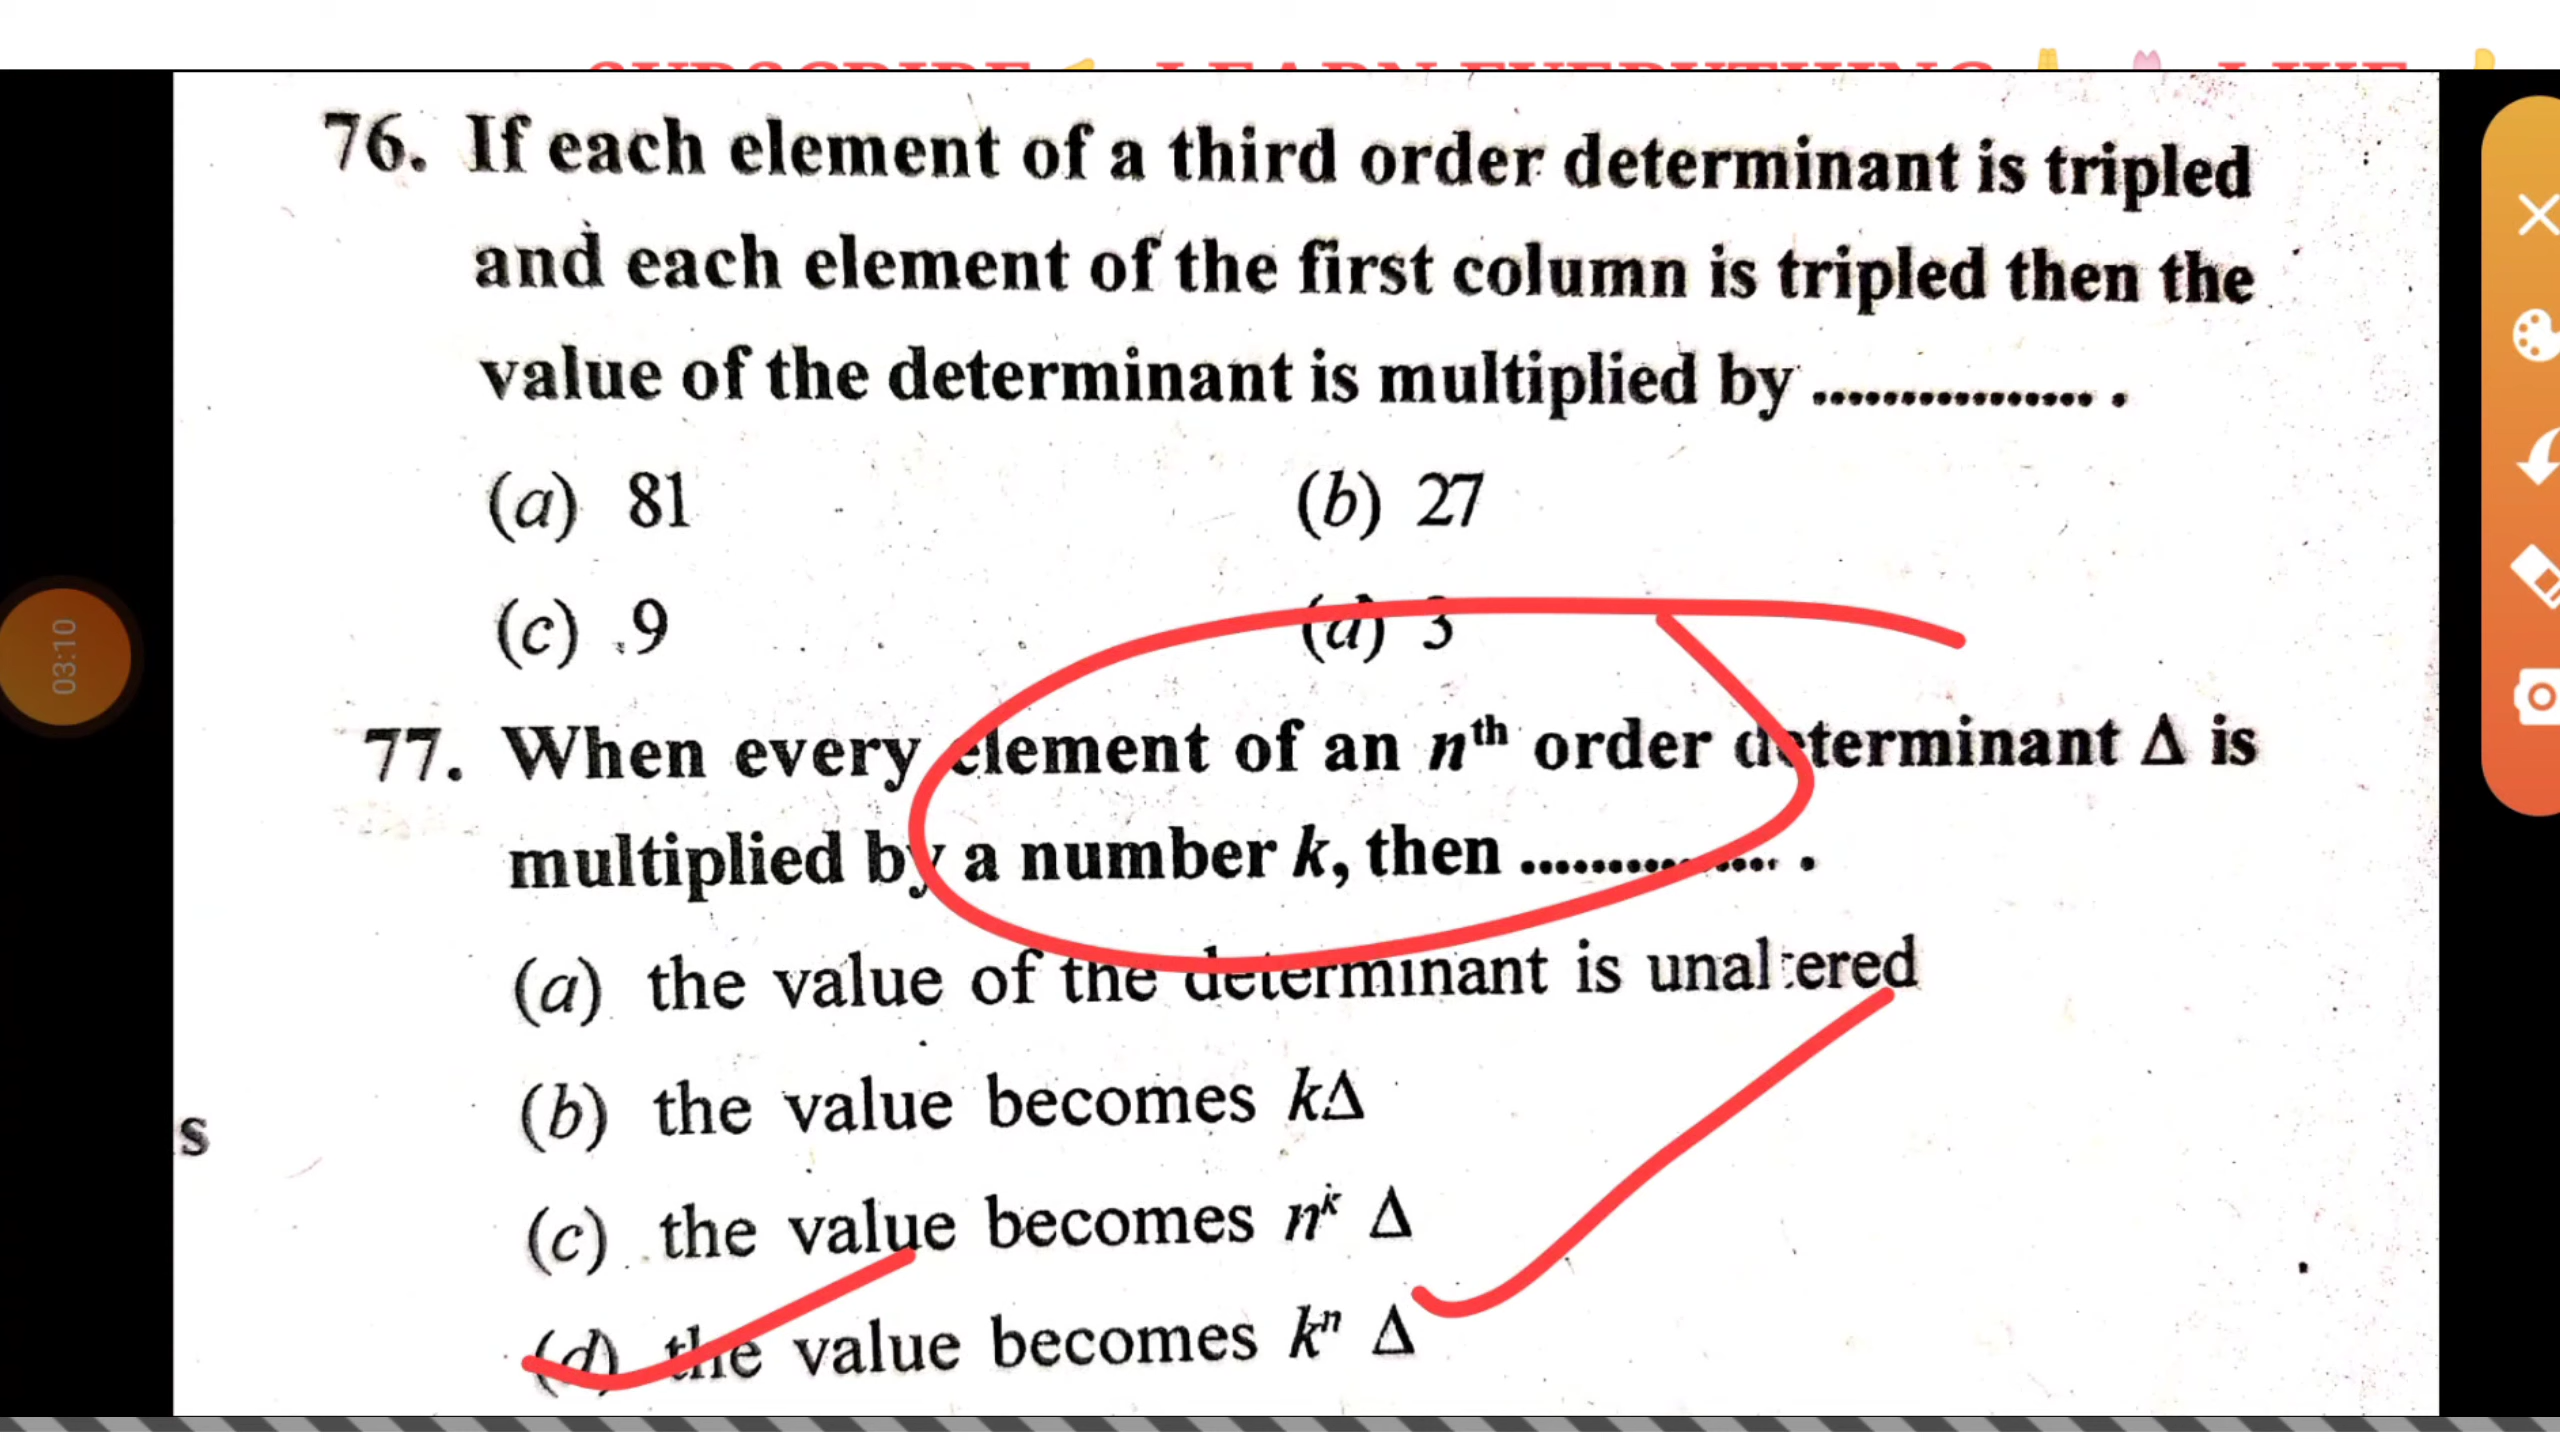 76. If each element of a third order determinant is tripled
and each element of the first column is tripled then the
value of the determinant is multiplied by ................ .
(a) 81 (b) 27
(c) 9 (d) 3
03:10
77. When every element of an nᵗʰ order determinant Δ is
multiplied by a number k, then ................ .
(a) the value of the determinant is unaltered
(b) the value becomes kΔ
s
(c) the value becomes nᵏ Δ
(d) the value becomes kⁿ Δ